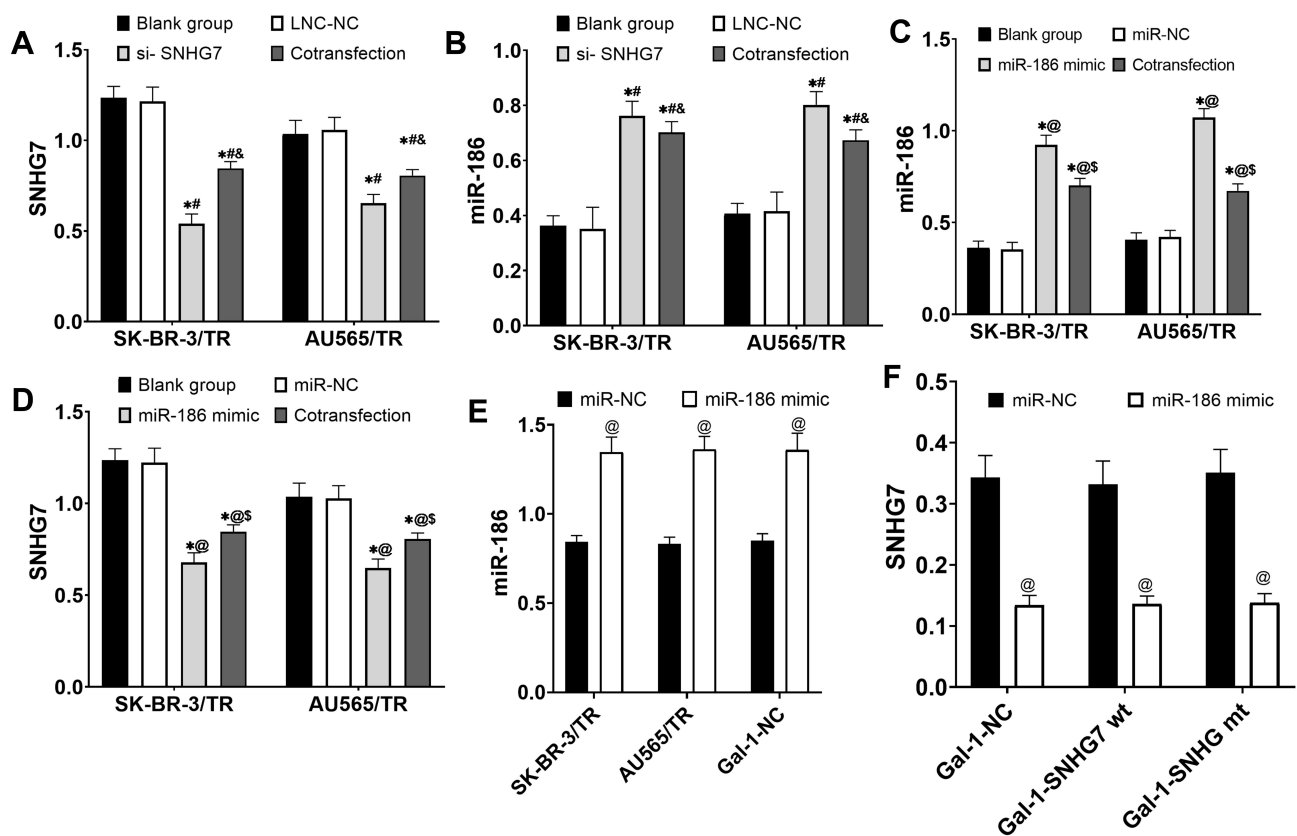 A
Blank group
LNC-NC
si- SNHG7
Cotransfection
1.5
1.0
0.5
0.0
SNHG7
*#
*#&
*#
*#&
SK-BR-3/TR
AU565/TR
B
Blank group
LNC-NC
si- SNHG7
Cotransfection
1.0
0.8
0.6
0.4
0.2
0.0
miR-186
*#
*#&
*#
*#&
SK-BR-3/TR
AU565/TR
C
Blank group
miR-NC
miR-186 mimic
Cotransfection
1.5
1.0
0.5
0.0
miR-186
*@
*@$
*@
*@$
SK-BR-3/TR
AU565/TR
D
Blank group
miR-NC
miR-186 mimic
Cotransfection
1.5
1.0
0.5
0.0
SNHG7
*@
*@$
*@
*@$
SK-BR-3/TR
AU565/TR
E
miR-NC
miR-186 mimic
1.5
1.0
0.5
0.0
miR-186
@
@
@
SK-BR-3/TR
AU565/TR
Gal-1-NC
F
miR-NC
miR-186 mimic
0.5
0.4
0.3
0.2
0.1
0.0
SNHG7
@
@
@
Gal-1-NC
Gal-1-SNHG7 wt
Gal-1-SNHG mt